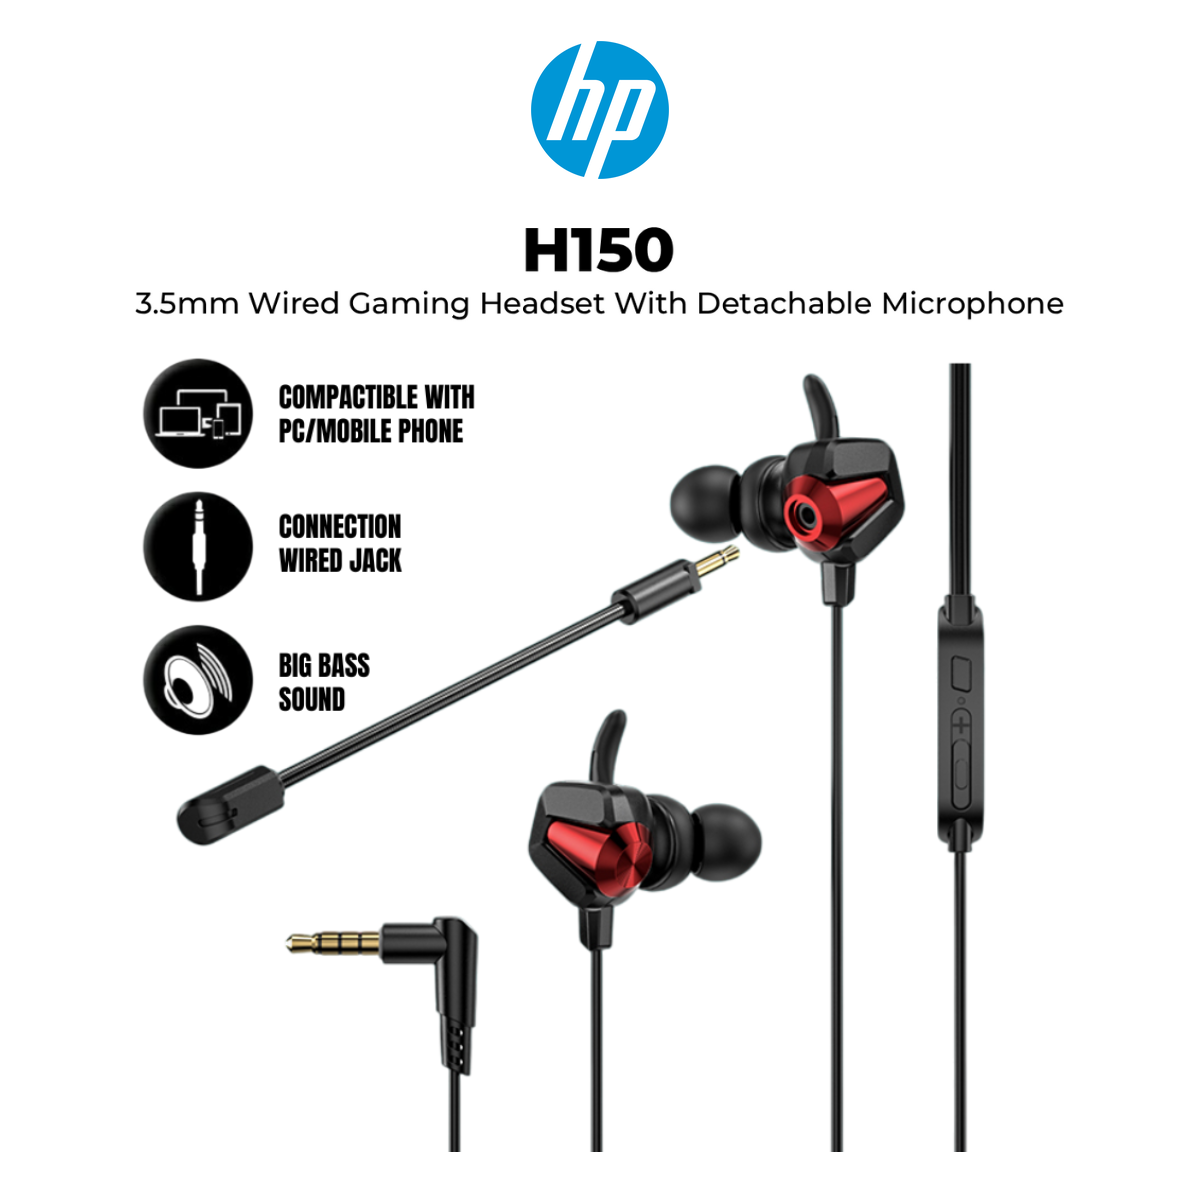 hp
H150
3.5mm Wired Gaming Headset With Detachable Microphone
COMPACTIBLE WITH
PC/MOBILE PHONE
CONNECTION
WIRED JACK
BIG BASS
SOUND